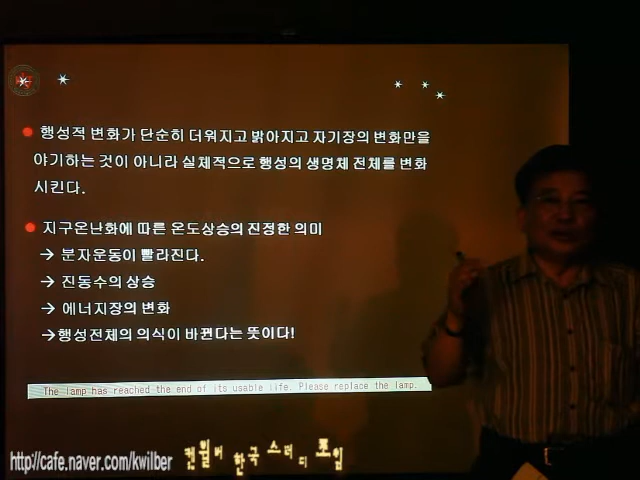 행성적 변화가 단순히 더워지고 밝아지고 자기장의 변화만을
야기하는 것이 아니라 실체적으로 행성의 생명체 전체를 변화
시킨다.
지구온난화에 따른 온도상승의 진정한 의미
→ 분자운동이 빨라진다.
→ 진동수의 상승
→ 에너지장의 변화
→행성전체의 의식이 바뀐다는 뜻이다!
The lamp has reached the end of its usable life. Please replace the lamp.
http://cafe.naver.com/kwilber 켄윌버 한국 스터디 모임